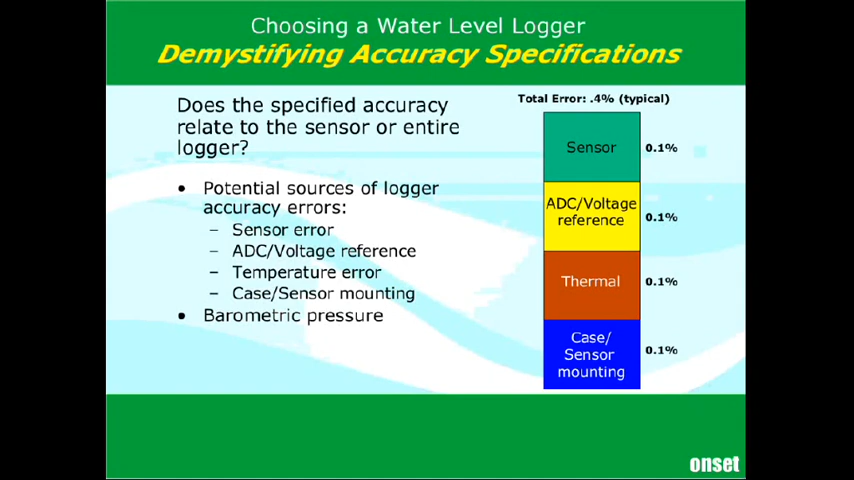 Choosing a Water Level Logger
Demystifying Accuracy Specifications
Does the specified accuracy
relate to the sensor or entire
logger?
• Potential sources of logger
accuracy errors:
– Sensor error
– ADC/Voltage reference
– Temperature error
– Case/Sensor mounting
• Barometric pressure
Total Error: .4% (typical)
Sensor 0.1%
ADC/Voltage
reference 0.1%
Thermal 0.1%
Case/
Sensor 0.1%
mounting
onset